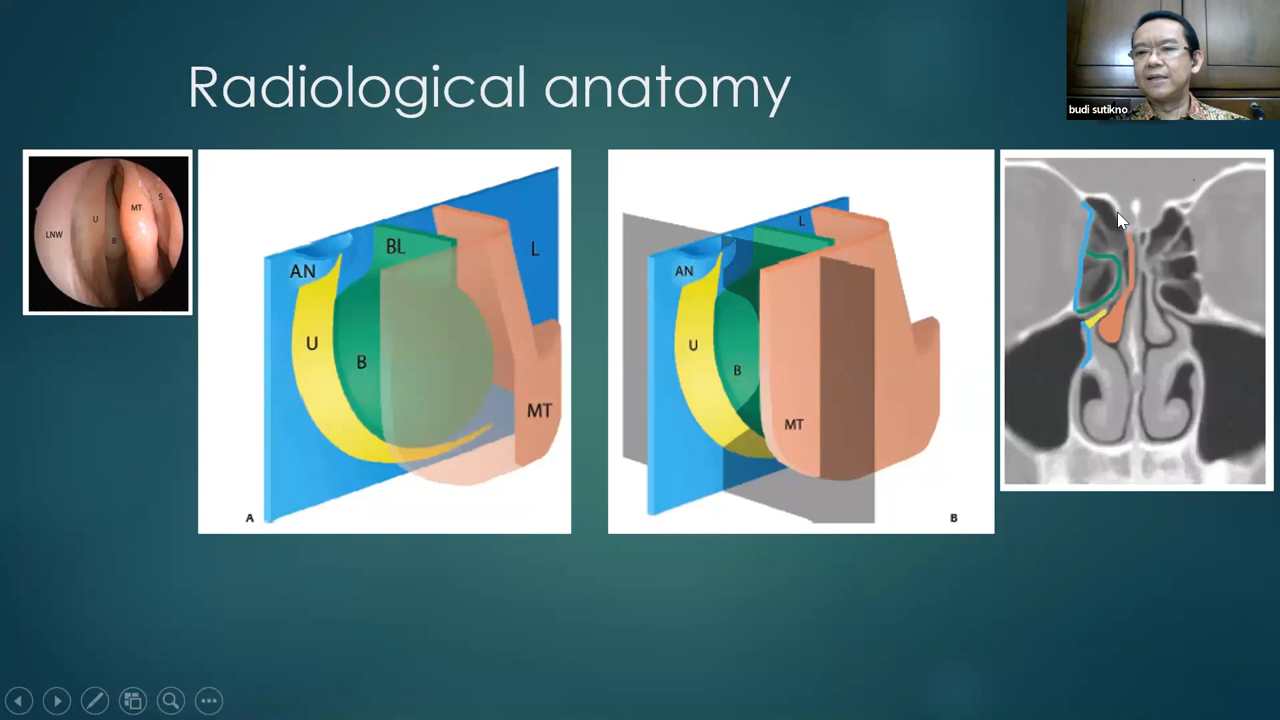 Radiological anatomy
budi sutikno
LNW
U
B
MT
S
AN
BL
L
U
B
MT
A
L
AN
U
B
MT
B